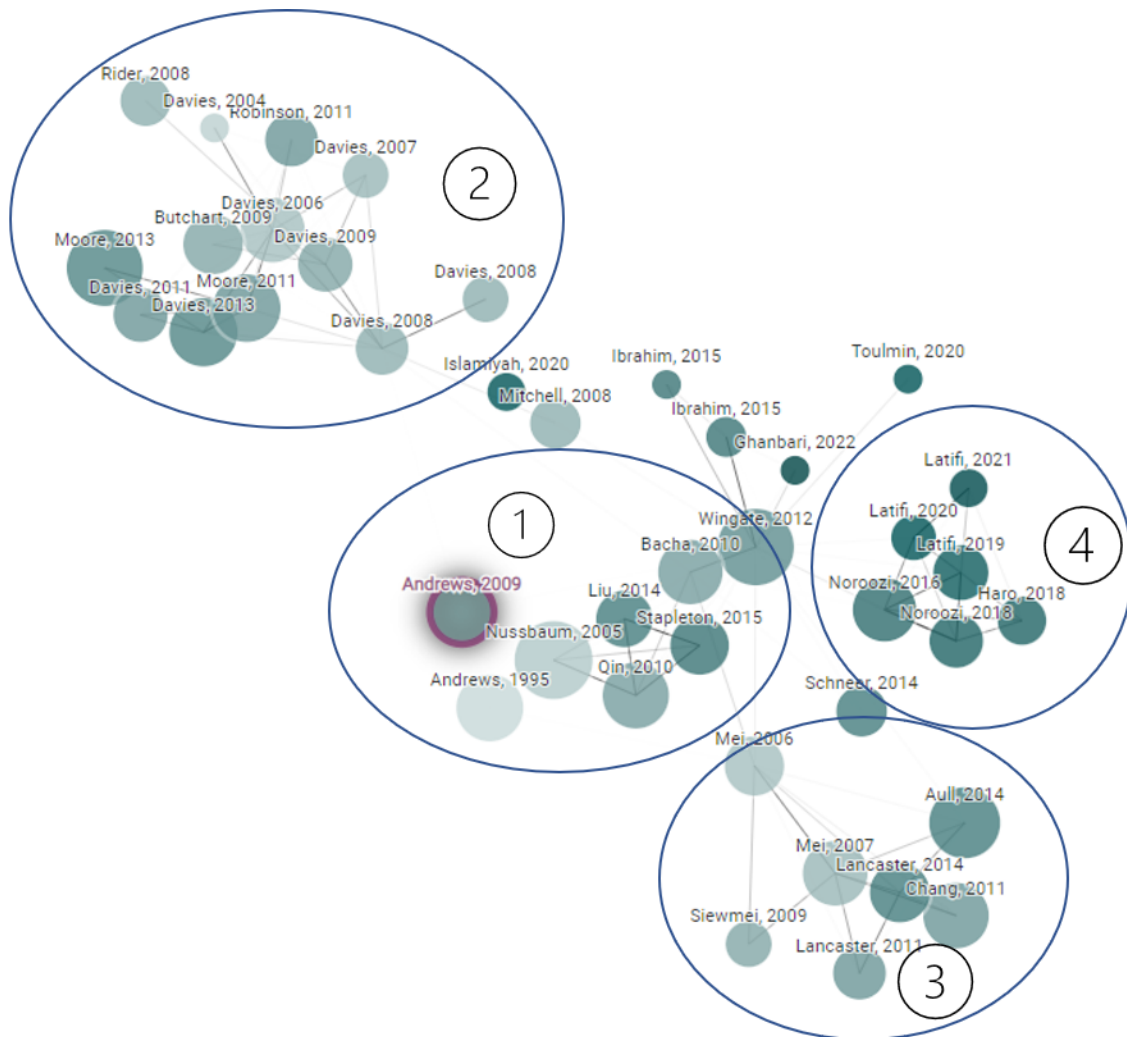 Rider, 2008
Davies, 2004
Robinson, 2011
Davies, 2007
2
Davies, 2006
Butchart, 2009
Moore, 2013
Davies, 2009
Davies, 2008
Davies, 2011
Moore, 2011
Davies, 2013
Davies, 2008
Islamiyah, 2020
Mitchell, 2008
Ibrahim, 2015
Toulmin, 2020
Ibrahim, 2015
Ghanbari, 2022
1
Wingate, 2012
Bacha, 2010
Andrews, 2009
Liu, 2014
Nussbaum, 2005
Stapleton, 2015
Andrews, 1995
Qin, 2010
Latifi, 2021
Latifi, 2020
4
Latifi, 2019
Noroozi, 2016
Haro, 2018
Noroozi, 2018
Schneer, 2014
Mei, 2006
Aull, 2014
Mei, 2007
Lancaster, 2014
Chang, 2011
Siewmei, 2009
Lancaster, 2011
3